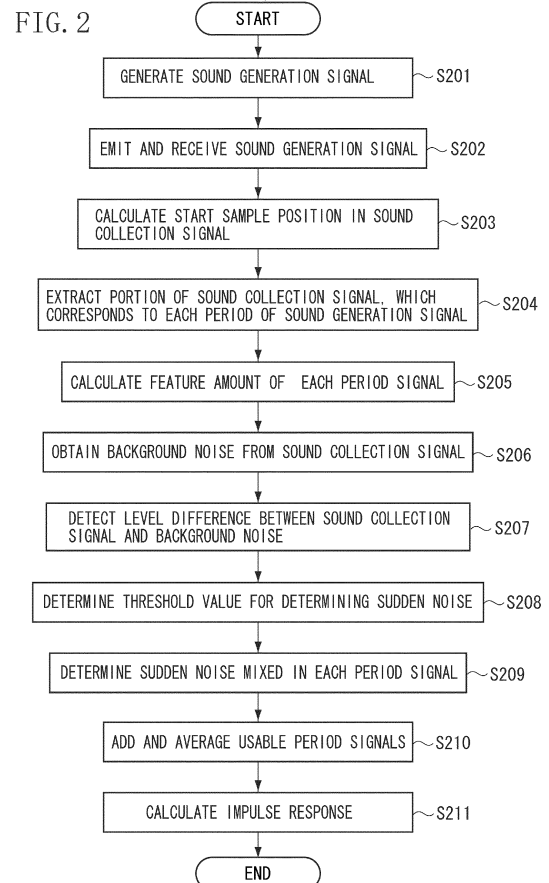 FIG. 2
START
GENERATE SOUND GENERATION SIGNAL
S201
EMIT AND RECEIVE SOUND GENERATION SIGNAL
S202
CALCULATE START SAMPLE POSITION IN SOUND
COLLECTION SIGNAL
S203
EXTRACT PORTION OF SOUND COLLECTION SIGNAL, WHICH
CORRESPONDS TO EACH PERIOD OF SOUND GENERATION SIGNAL
S204
CALCULATE FEATURE AMOUNT OF EACH PERIOD SIGNAL
S205
OBTAIN BACKGROUND NOISE FROM SOUND COLLECTION SIGNAL
S206
DETECT LEVEL DIFFERENCE BETWEEN SOUND COLLECTION
SIGNAL AND BACKGROUND NOISE
S207
DETERMINE THRESHOLD VALUE FOR DETERMINING SUDDEN NOISE
S208
DETERMINE SUDDEN NOISE MIXED IN EACH PERIOD SIGNAL
S209
ADD AND AVERAGE USABLE PERIOD SIGNALS
S210
CALCULATE IMPULSE RESPONSE
S211
END